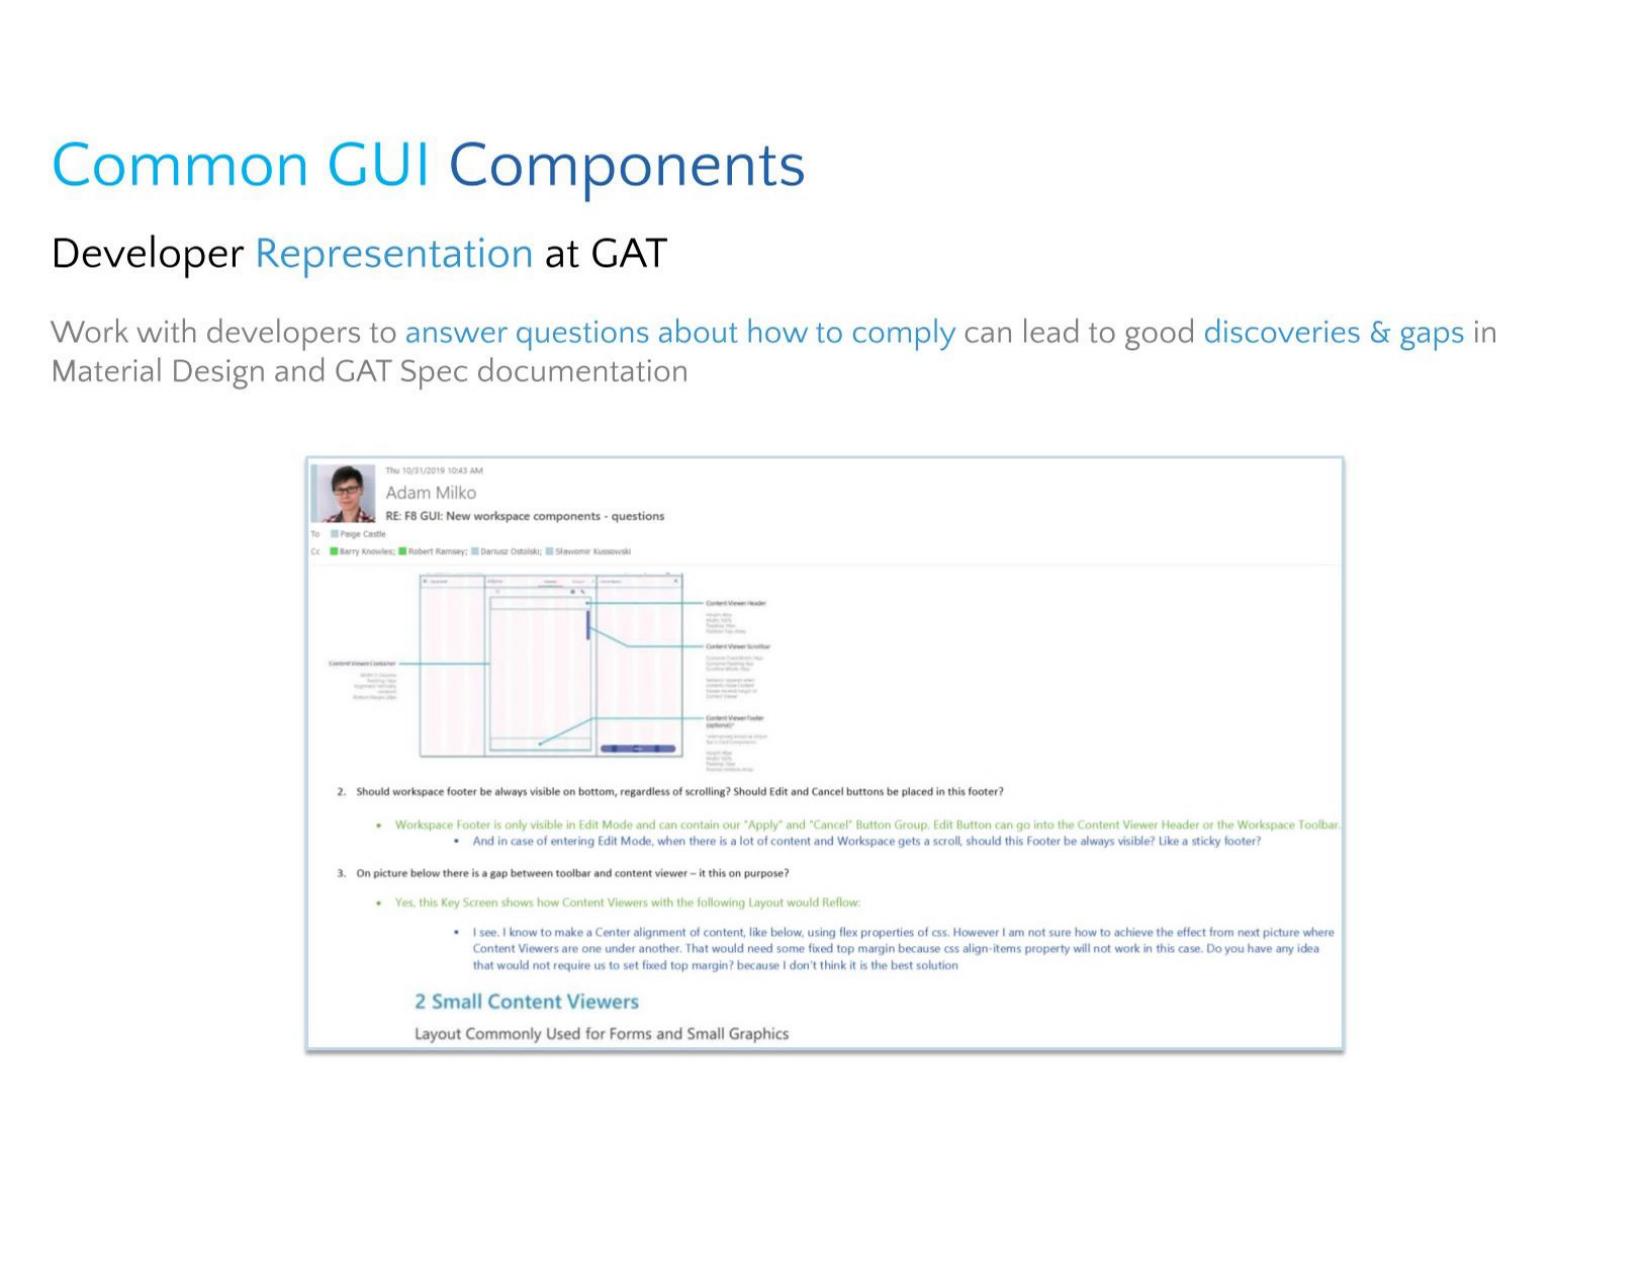 Common GUI Components
Developer Representation at GAT
Work with developers to answer questions about how to comply can lead to good discoveries & gaps in
Material Design and GAT Spec documentation
Thu 10/31/2019 10:43 AM
Adam Milko
RE: F8 GUI: New workspace components - questions
To Paige Castle
Cc Barry Knowles; Robert Ramsey; Dariusz Ostolski; Slawomir Kussowski
Content Viewer Header
Content Viewer Scrollbar
Content Viewer Container
Content Viewer Footer
(optional)*
2. Should workspace footer be always visible on bottom, regardless of scrolling? Should Edit and Cancel buttons be placed in this footer?
• Workspace Footer is only visible in Edit Mode and can contain our "Apply" and "Cancel" Button Group. Edit Button can go into the Content Viewer Header or the Workspace Toolbar.
• And in case of entering Edit Mode, when there is a lot of content and Workspace gets a scroll, should this Footer be always visible? Like a sticky footer?
3. On picture below there is a gap between toolbar and content viewer – it this on purpose?
• Yes, this Key Screen shows how Content Viewers with the following Layout would Reflow:
• I see. I know to make a Center alignment of content, like below, using flex properties of css. However I am not sure how to achieve the effect from next picture where
Content Viewers are one under another. That would need some fixed top margin because css align-items property will not work in this case. Do you have any idea
that would not require us to set fixed top margin? because I don't think it is the best solution
2 Small Content Viewers
Layout Commonly Used for Forms and Small Graphics